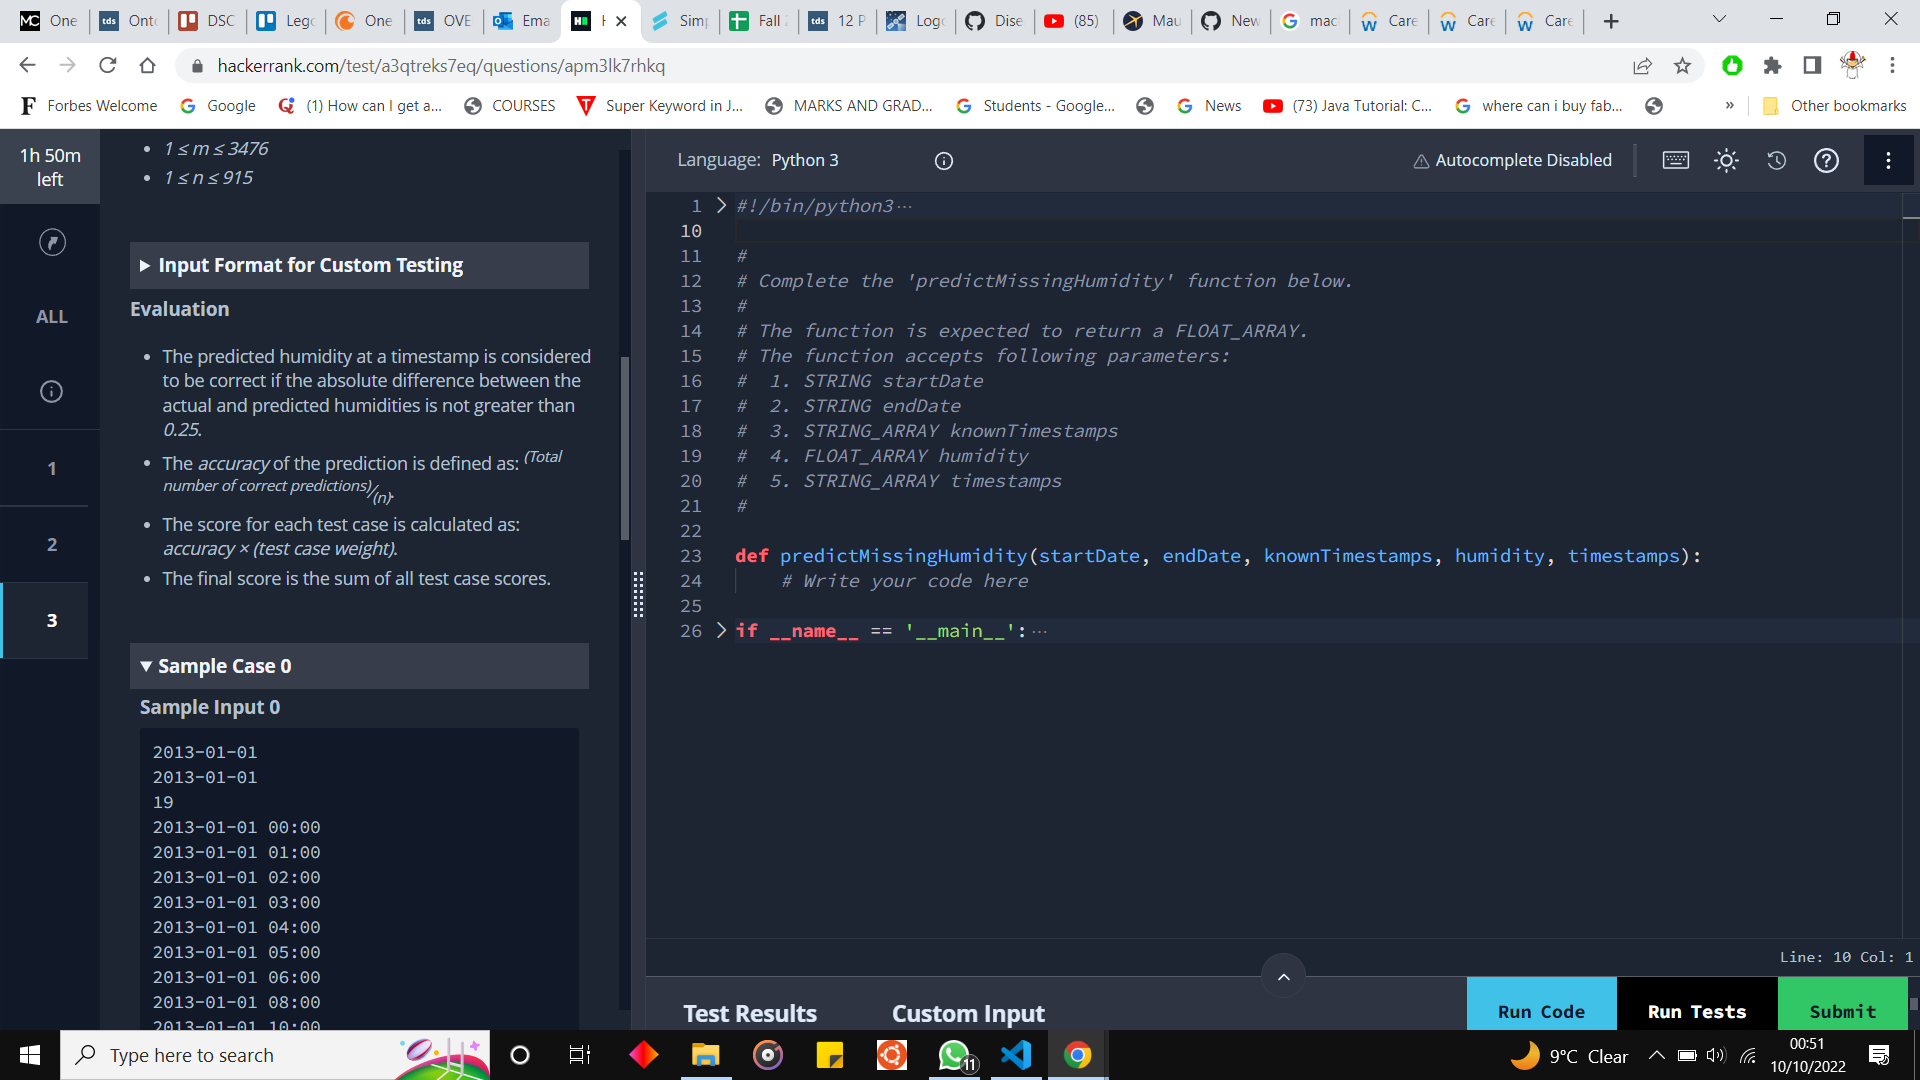 One
Onto
DSC
Lego
One
OVE
Ema
H
Simp
Fall 2
12 P
Logo
Dise
(85)
Mau
New
mac
Care
Care
Care
hackerrank.com/test/a3qtreks7eq/questions/apm3lk7rhkq
Forbes Welcome
Google
(1) How can I get a...
COURSES
Super Keyword in J...
MARKS AND GRAD...
Students - Google...
News
(73) Java Tutorial: C...
where can i buy fab...
»
Other bookmarks
1h 50m
left
ALL
1
2
3
• 1 ≤ m ≤ 3476
• 1 ≤ n ≤ 915
Input Format for Custom Testing
Evaluation
• The predicted humidity at a timestamp is considered
to be correct if the absolute difference between the
actual and predicted humidities is not greater than
0.25.
• The accuracy of the prediction is defined as: (Total
number of correct predictions)/(n).
• The score for each test case is calculated as:
accuracy × (test case weight).
• The final score is the sum of all test case scores.
Sample Case 0
Sample Input 0
2013-01-01
2013-01-01
19
2013-01-01 00:00
2013-01-01 01:00
2013-01-01 02:00
2013-01-01 03:00
2013-01-01 04:00
2013-01-01 05:00
2013-01-01 06:00
2013-01-01 08:00
2013-01-01 10:00
Language: Python 3
Autocomplete Disabled
1 #!/bin/python3···
10
11 #
12 # Complete the 'predictMissingHumidity' function below.
13 #
14 # The function is expected to return a FLOAT_ARRAY.
15 # The function accepts following parameters:
16 #  1. STRING startDate
17 #  2. STRING endDate
18 #  3. STRING_ARRAY knownTimestamps
19 #  4. FLOAT_ARRAY humidity
20 #  5. STRING_ARRAY timestamps
21 #
22
23 def predictMissingHumidity(startDate, endDate, knownTimestamps, humidity, timestamps):
24     # Write your code here
25
26 if __name__ == '__main__':···
Line: 10 Col: 1
Test Results
Custom Input
Run Code
Run Tests
Submit
Type here to search
11
9°C Clear
00:51
10/10/2022